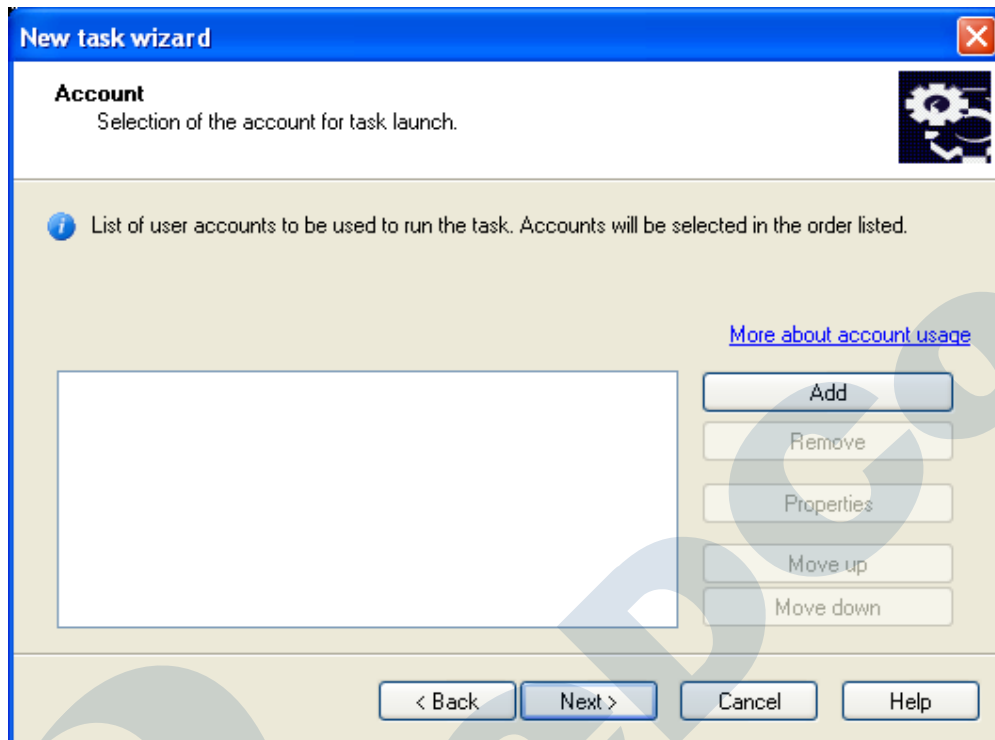 New task wizard
Account
Selection of the account for task launch.
List of user accounts to be used to run the task. Accounts will be selected in the order listed.
More about account usage
Add
Remove
Properties
Move up
Move down
< Back
Next >
Cancel
Help